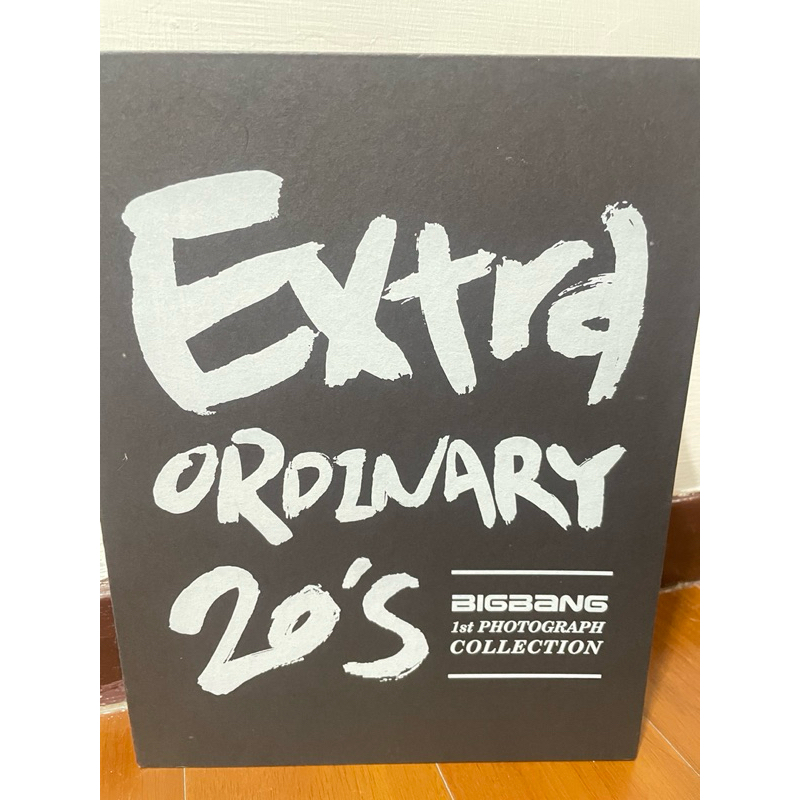 Extra
ORDINARY
20'S
BIGBANG
1st PHOTOGRAPH
COLLECTION